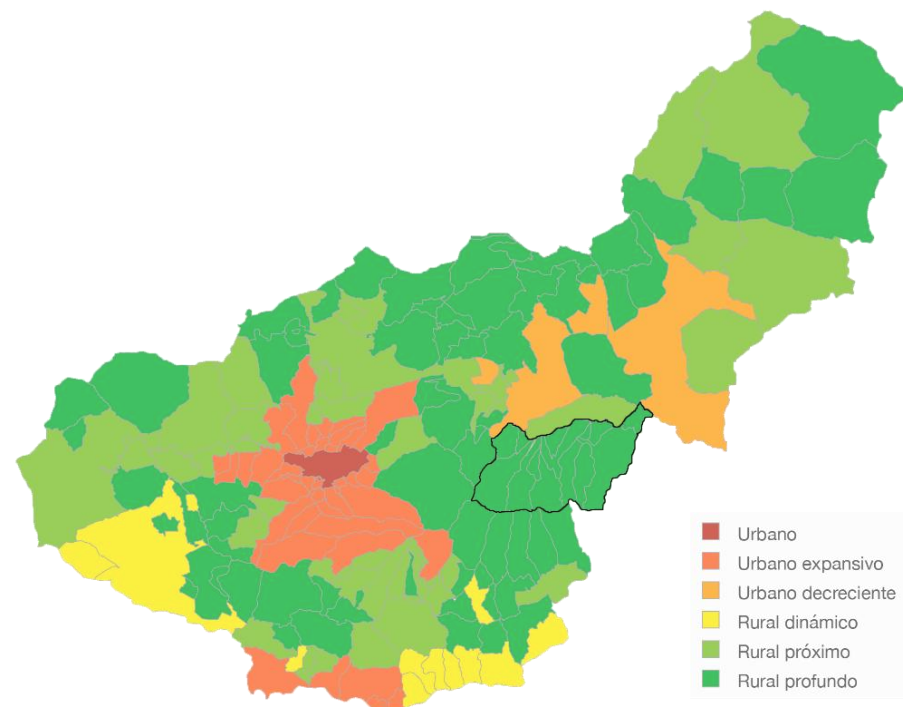 Urbano
Urbano expansivo
Urbano decreciente
Rural dinámico
Rural próximo
Rural profundo